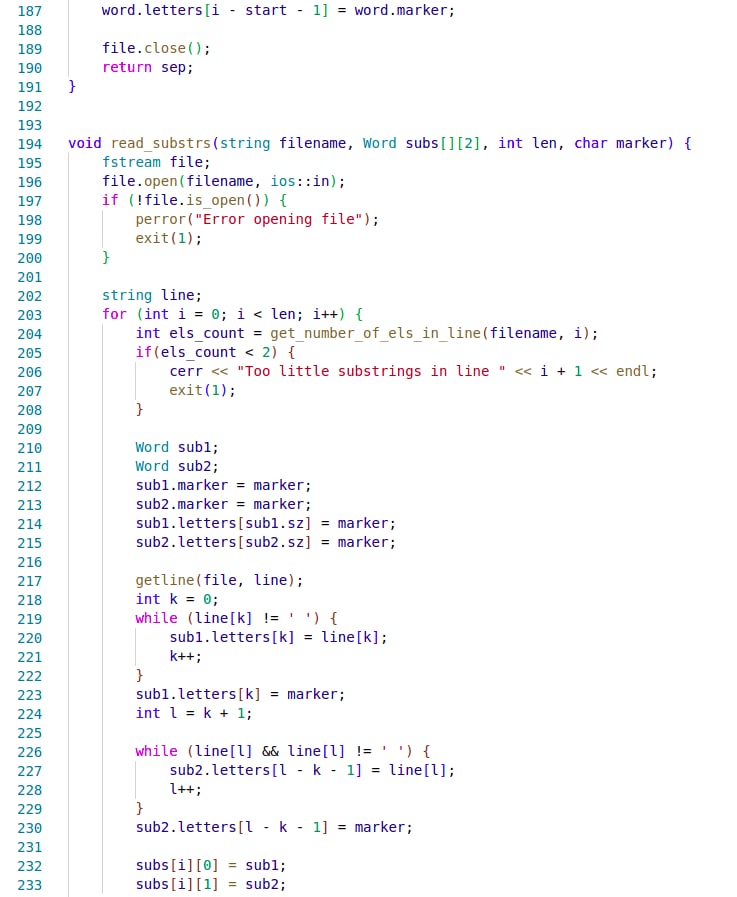 187 word.letters[i - start - 1] = word.marker;
188
189 file.close();
190 return sep;
191 }
192
193
194 void read_substrs(string filename, Word subs[][2], int len, char marker) {
195 fstream file;
196 file.open(filename, ios::in);
197 if (!file.is_open()) {
198 perror("Error opening file");
199 exit(1);
200 }
201
202 string line;
203 for (int i = 0; i < len; i++) {
204 int els_count = get_number_of_els_in_line(filename, i);
205 if(els_count < 2) {
206 cerr << "Too little substrings in line " << i + 1 << endl;
207 exit(1);
208 }
209
210 Word sub1;
211 Word sub2;
212 sub1.marker = marker;
213 sub2.marker = marker;
214 sub1.letters[sub1.sz] = marker;
215 sub2.letters[sub2.sz] = marker;
216
217 getline(file, line);
218 int k = 0;
219 while (line[k] != ' ') {
220 sub1.letters[k] = line[k];
221 k++;
222 }
223 sub1.letters[k] = marker;
224 int l = k + 1;
225
226 while (line[l] && line[l] != ' ') {
227 sub2.letters[l - k - 1] = line[l];
228 l++;
229 }
230 sub2.letters[l - k - 1] = marker;
231
232 subs[i][0] = sub1;
233 subs[i][1] = sub2;